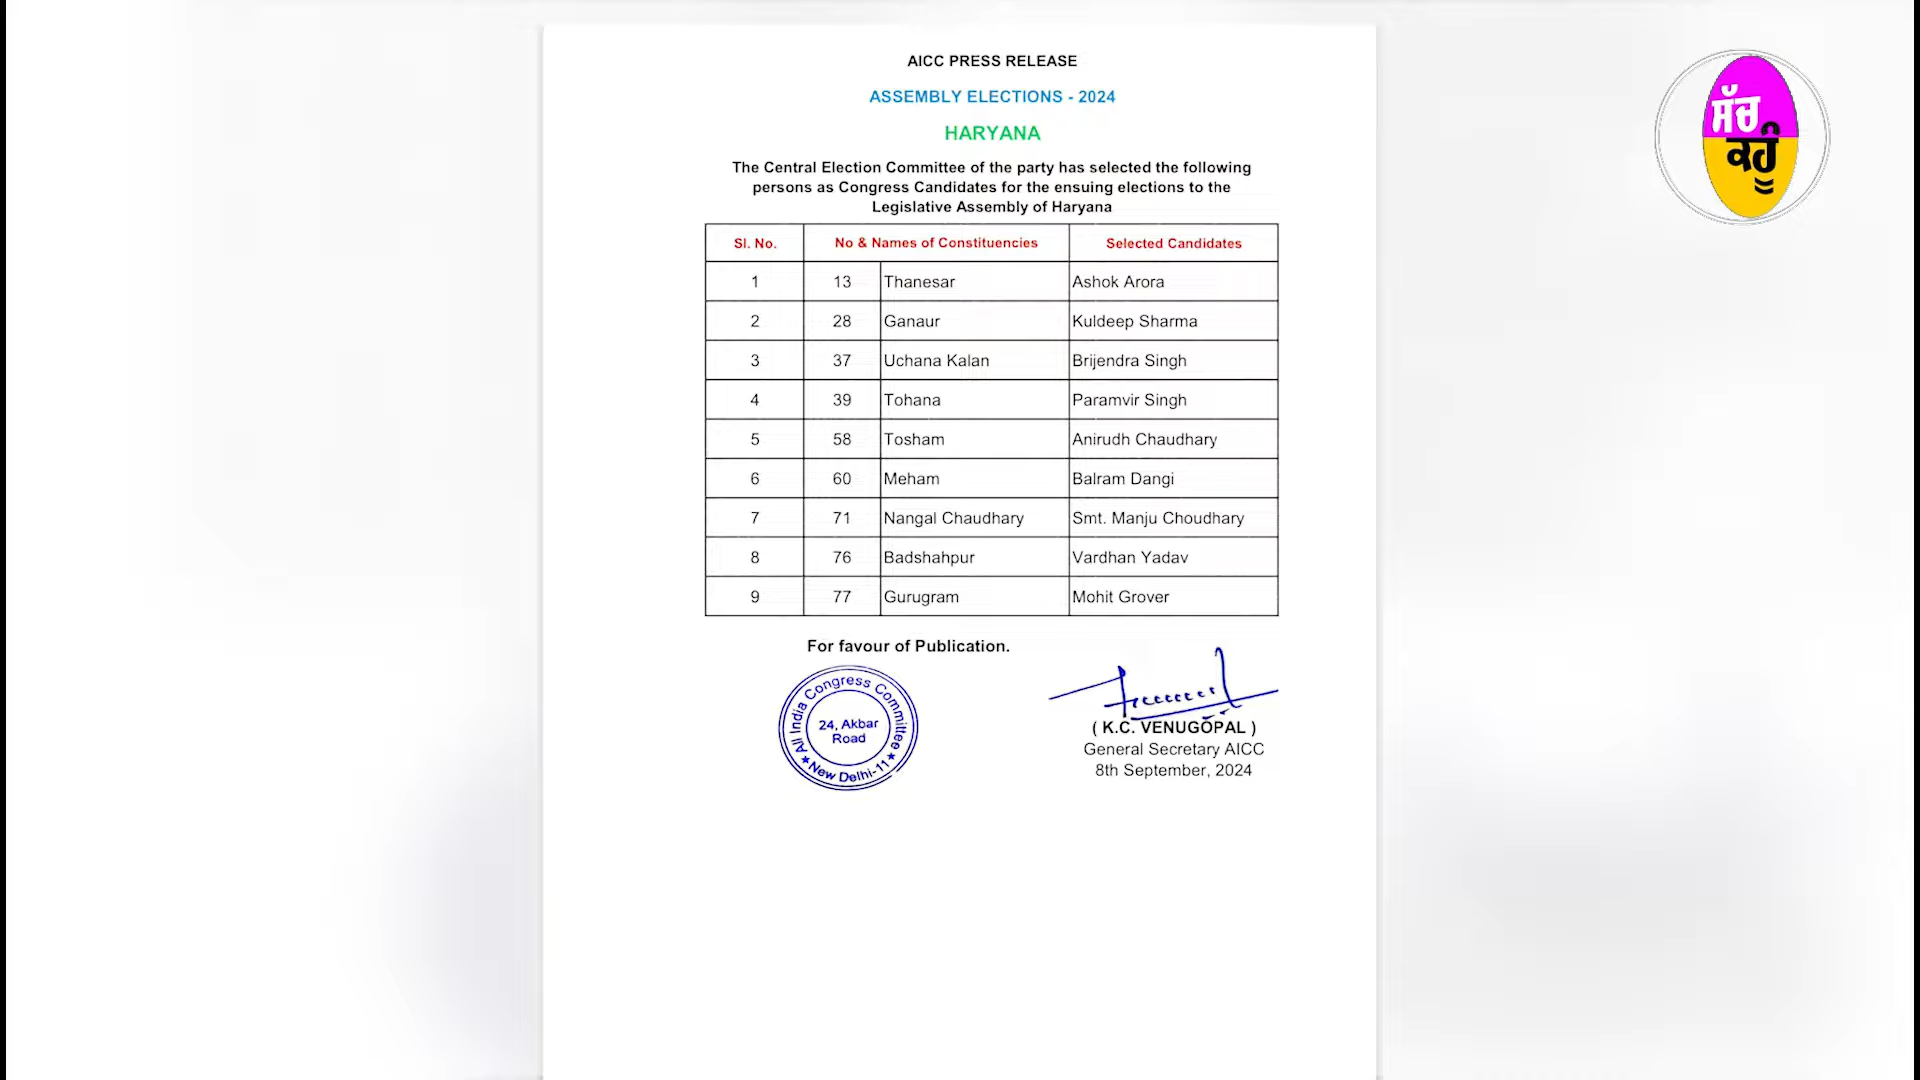 AICC PRESS RELEASE
ASSEMBLY ELECTIONS - 2024
HARYANA
The Central Election Committee of the party has selected the following
persons as Congress Candidates for the ensuing elections to the
Legislative Assembly of Haryana
Sl. No. No & Names of Constituencies Selected Candidates
1 13 Thanesar Ashok Arora
2 28 Ganaur Kuldeep Sharma
3 37 Uchana Kalan Brijendra Singh
4 39 Tohana Paramvir Singh
5 58 Tosham Anirudh Chaudhary
6 60 Meham Balram Dangi
7 71 Nangal Chaudhary Smt. Manju Choudhary
8 76 Badshahpur Vardhan Yadav
9 77 Gurugram Mohit Grover
For favour of Publication.
All India Congress Committee
24, Akbar
Road
New Delhi-11
( K.C. VENUGOPAL )
General Secretary AICC
8th September, 2024
ਸੱਚ
ਕਹੂੰ